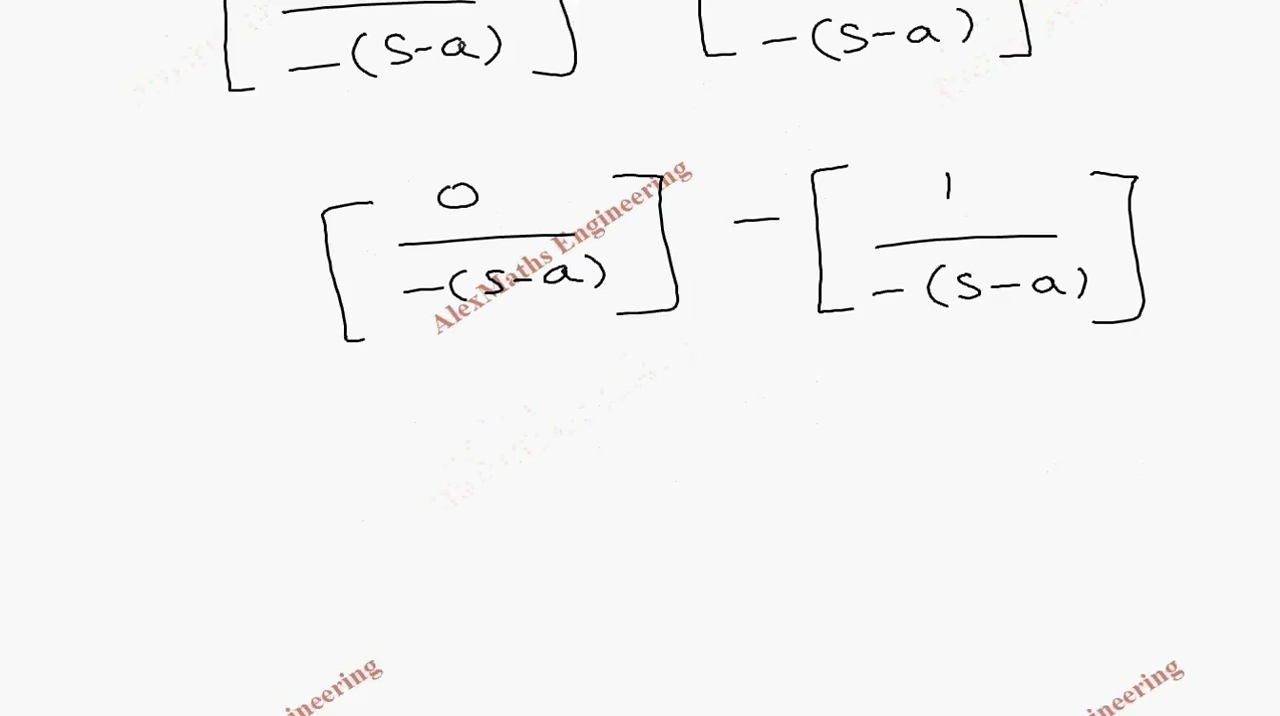 [ -(s-a) ] [ -(s-a) ]
[ 0 / -(s-a) ] - [ 1 / -(s-a) ]
AlexMaths Engineering
ineering
ineering